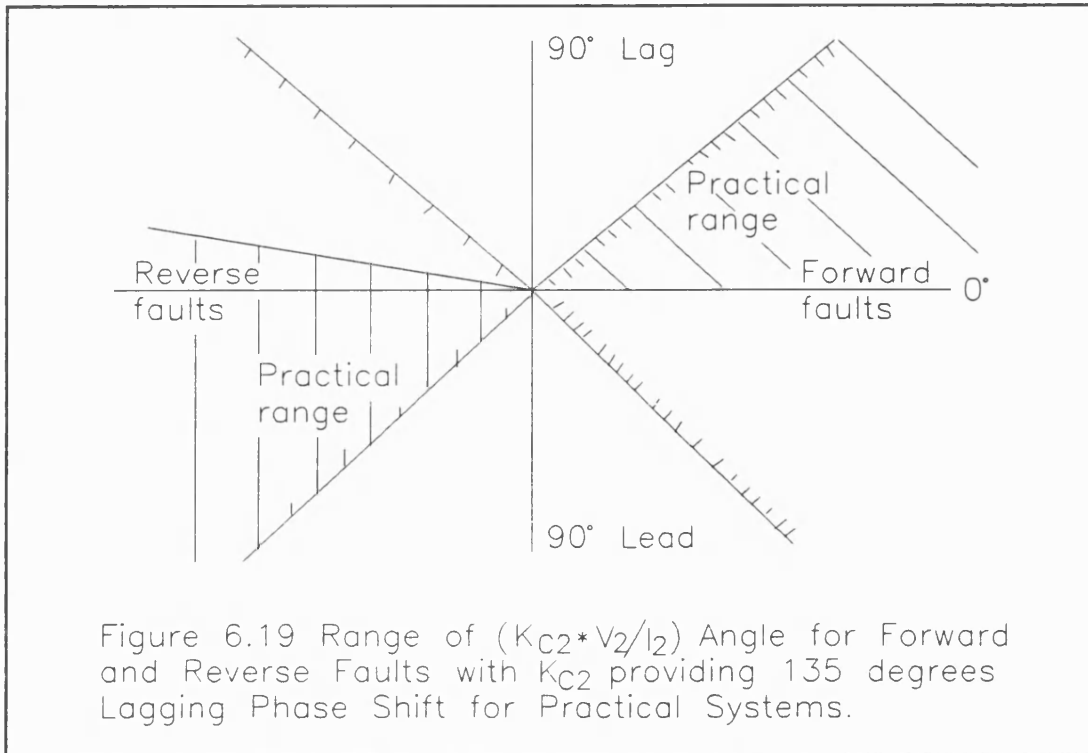 90° Lag
Practical
range
Reverse
faults
Forward
faults
0°
Practical
range
90° Lead
Figure 6.19 Range of (KC2*V2/I2) Angle for Forward
and Reverse Faults with KC2 providing 135 degrees
Lagging Phase Shift for Practical Systems.